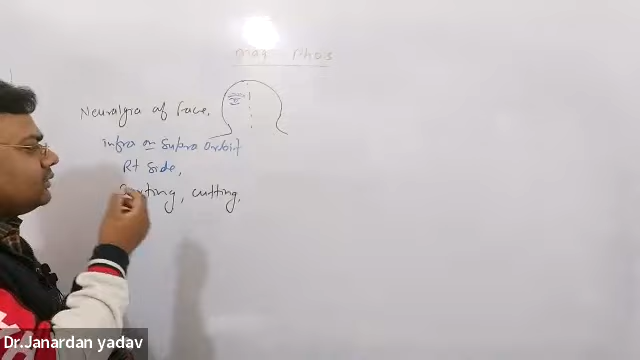 Mag Phos
Neuralgia of face,
Infra or Supra orbit
Rt Side,
cutting,
Dr.Janardan yadav